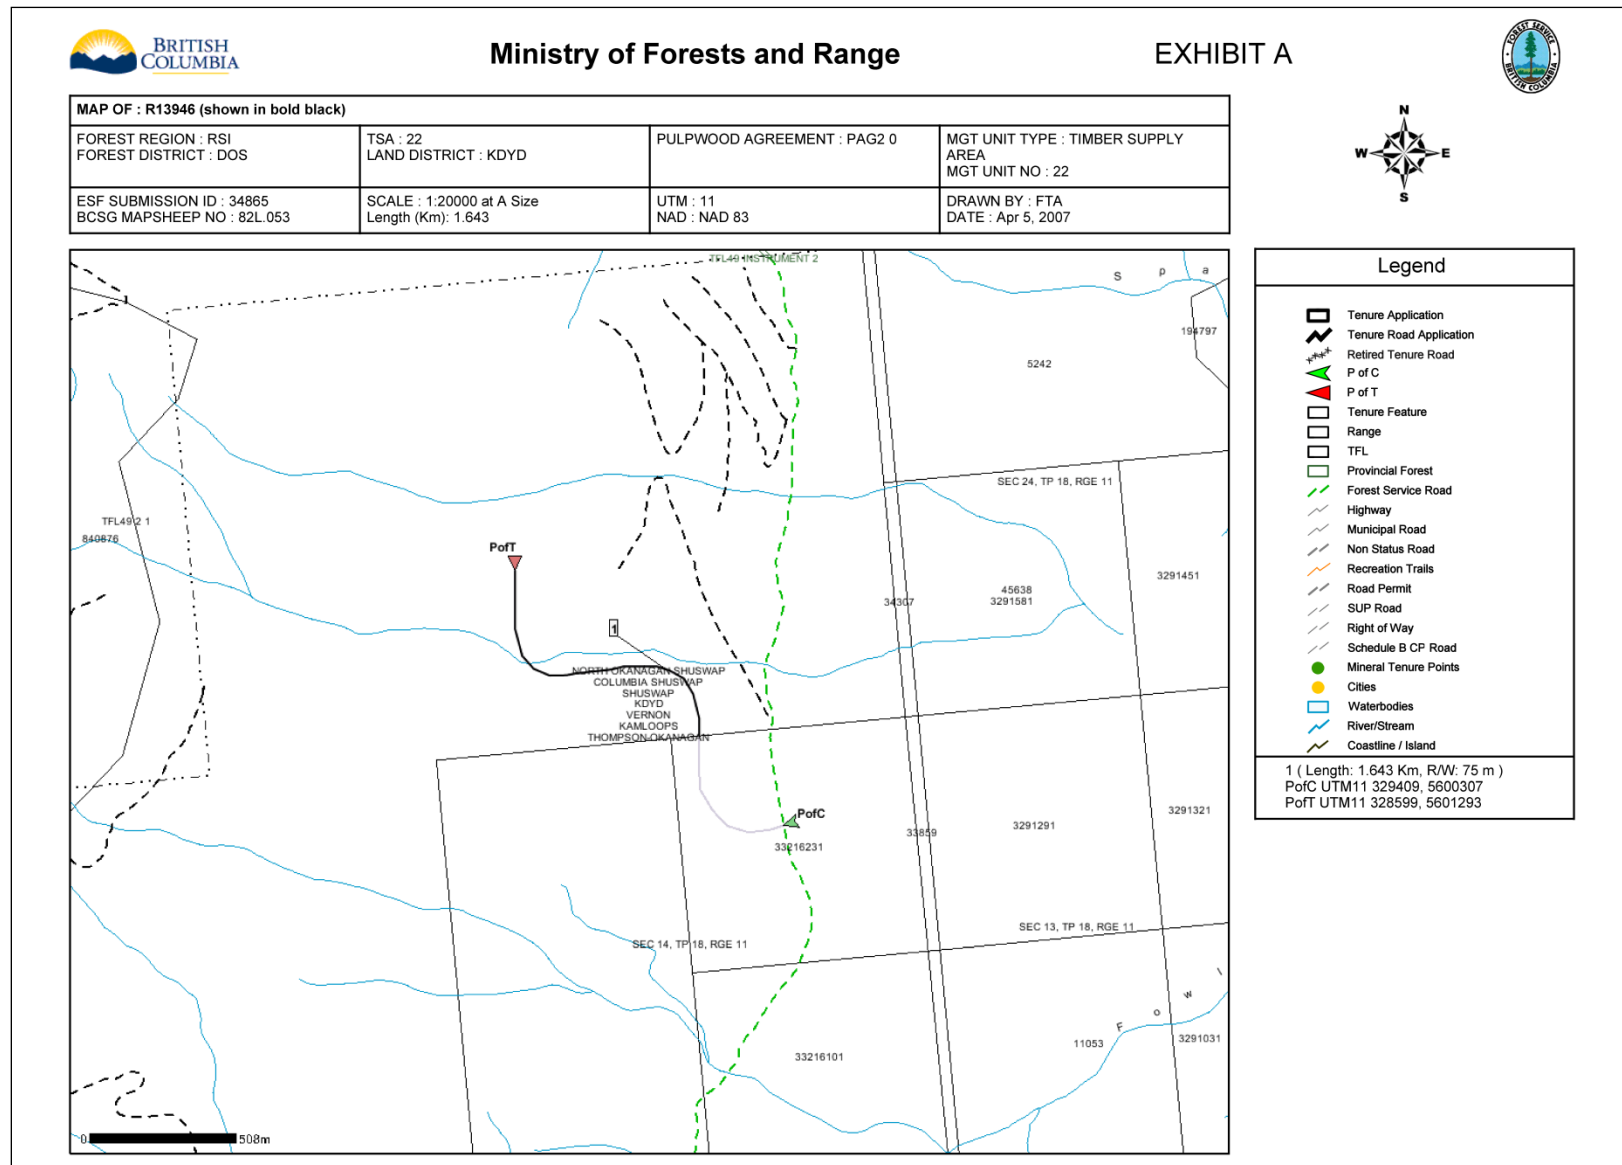 BRITISH
COLUMBIA
Ministry of Forests and Range
EXHIBIT A
FOREST SERVICE
BRITISH COLUMBIA
MAP OF : R13946 (shown in bold black)
FOREST REGION : RSI
FOREST DISTRICT : DOS
TSA : 22
LAND DISTRICT : KDYD
PULPWOOD AGREEMENT : PAG2 0
MGT UNIT TYPE : TIMBER SUPPLY
AREA
MGT UNIT NO : 22
ESF SUBMISSION ID : 34865
BCSG MAPSHEEP NO : 82L.053
SCALE : 1:20000 at A Size
Length (Km): 1.643
UTM : 11
NAD : NAD 83
DRAWN BY : FTA
DATE : Apr 5, 2007
N
W
E
S
TFL49 INSTRUMENT 2
S p a
194797
5242
SEC 24, TP 18, RGE 11
TFL49 2 1
840876
PofT
3291451
45638
3291581
34307
1
NORTH OKANAGAN SHUSWAP
COLUMBIA SHUSWAP
SHUSWAP
KDYD
VERNON
KAMLOOPS
THOMPSON-OKANAGAN
PofC
33216231
33859
3291291
3291321
SEC 14, TP 18, RGE 11
SEC 13, TP 18, RGE 11
F o w l
11053
3291031
33216101
0
508m
Legend
Tenure Application
Tenure Road Application
Retired Tenure Road
P of C
P of T
Tenure Feature
Range
TFL
Provincial Forest
Forest Service Road
Highway
Municipal Road
Non Status Road
Recreation Trails
Road Permit
SUP Road
Right of Way
Schedule B CP Road
Mineral Tenure Points
Cities
Waterbodies
River/Stream
Coastline / Island
1 ( Length: 1.643 Km, R/W: 75 m )
PofC UTM11 329409, 5600307
PofT UTM11 328599, 5601293